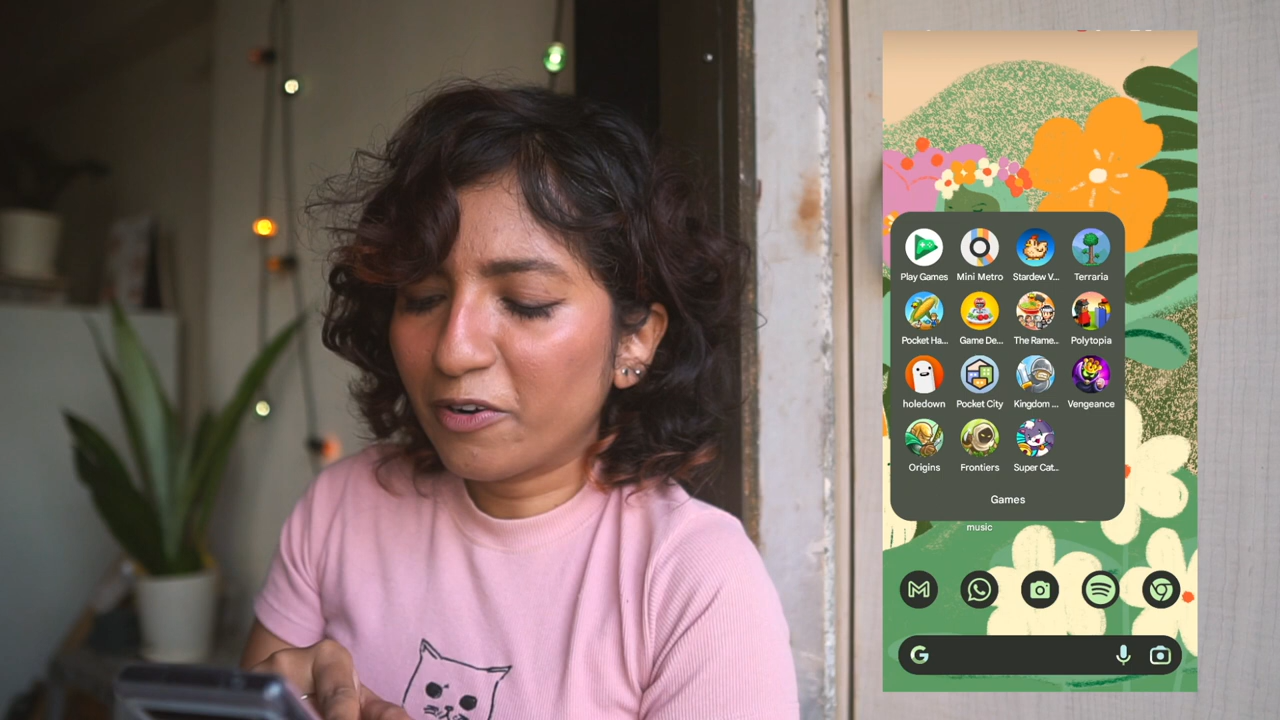 Play Games Mini Metro Stardew V... Terraria
Pocket Ha... Game De... The Rame... Polytopia
holedown Pocket City Kingdom ... Vengeance
Origins Frontiers Super Cat...
Games
music